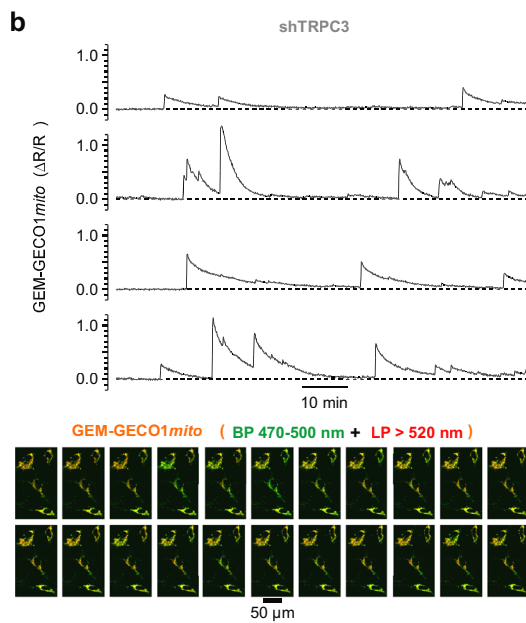 b
shTRPC3
GEM-GECO1mito (ΔR/R)
1.0
0.0
1.0
0.0
1.0
0.0
1.0
0.0
10 min
GEM-GECO1mito ( BP 470-500 nm + LP > 520 nm )
50 µm